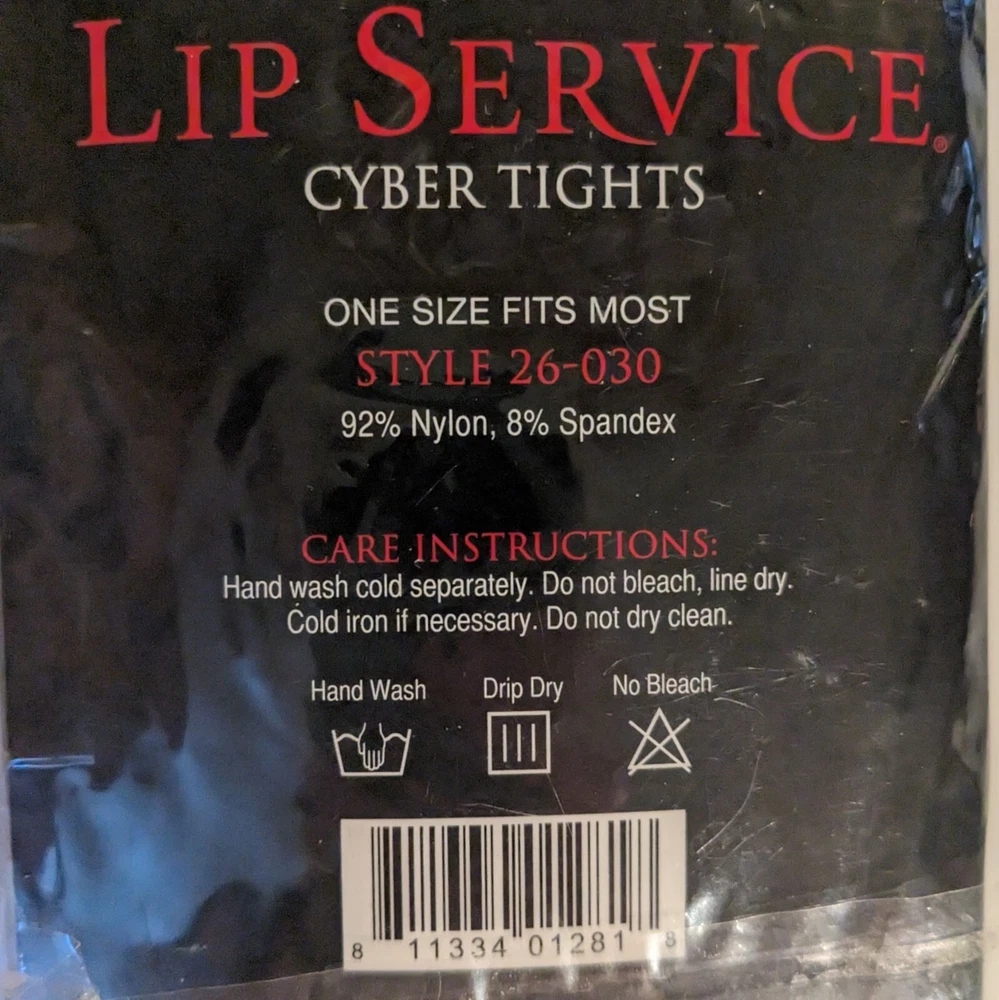 LIP SERVICE®
CYBER TIGHTS
ONE SIZE FITS MOST
STYLE 26-030
92% Nylon, 8% Spandex
CARE INSTRUCTIONS:
Hand wash cold separately. Do not bleach, line dry.
Cold iron if necessary. Do not dry clean.
Hand Wash Drip Dry No Bleach
8 11334 01281 8